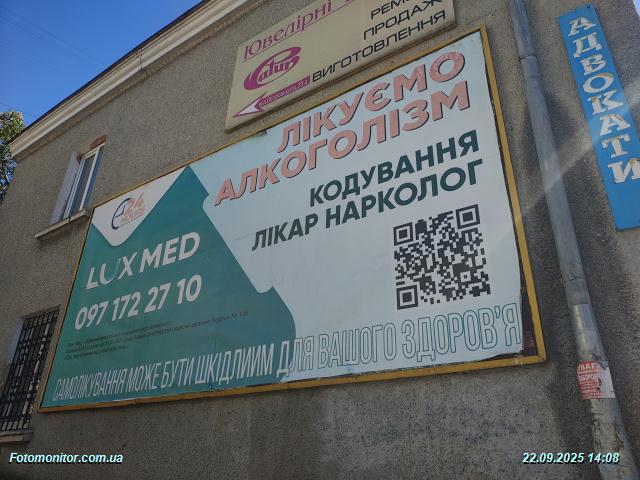 Ювелірні
РЕМ
ПРОДАЖ
ВИГОТОВЛЕННЯ
АДВОКАТИ
ЛІКУЄМО
АЛКОГОЛІЗМ
КОДУВАННЯ
ЛІКАР НАРКОЛОГ
LUX MED
097 172 27 10
САМОЛІКУВАННЯ МОЖЕ БУТИ ШКІДЛИИМ ДЛЯ ВАШОГО ЗДОРОВ'Я
Fotomonitor.com.ua
22.09.2025 14:08